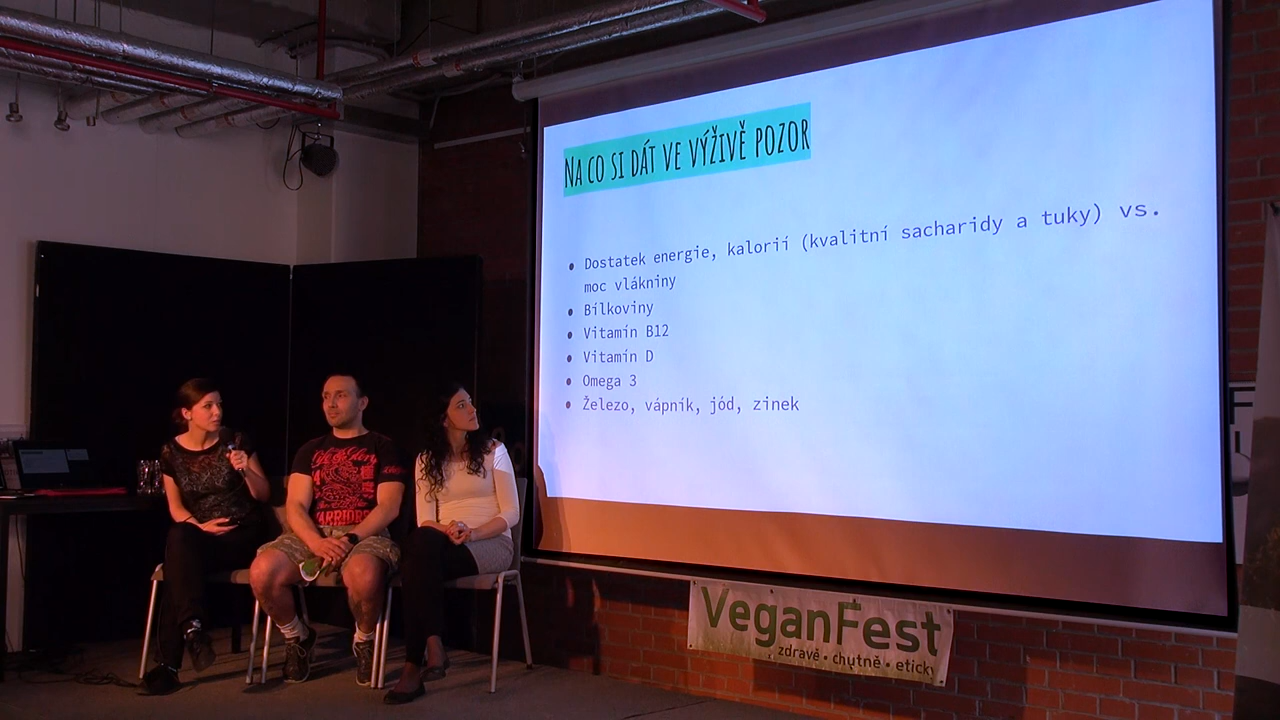 Na co si dát ve výživě pozor
Dostatek energie, kalorií (kvalitní sacharidy a tuky) vs.
moc vlákniny
Bílkoviny
Vitamín B12
Vitamín D
Omega 3
Železo, vápník, jód, zinek
VeganFest
zdravě • chutně • eticky